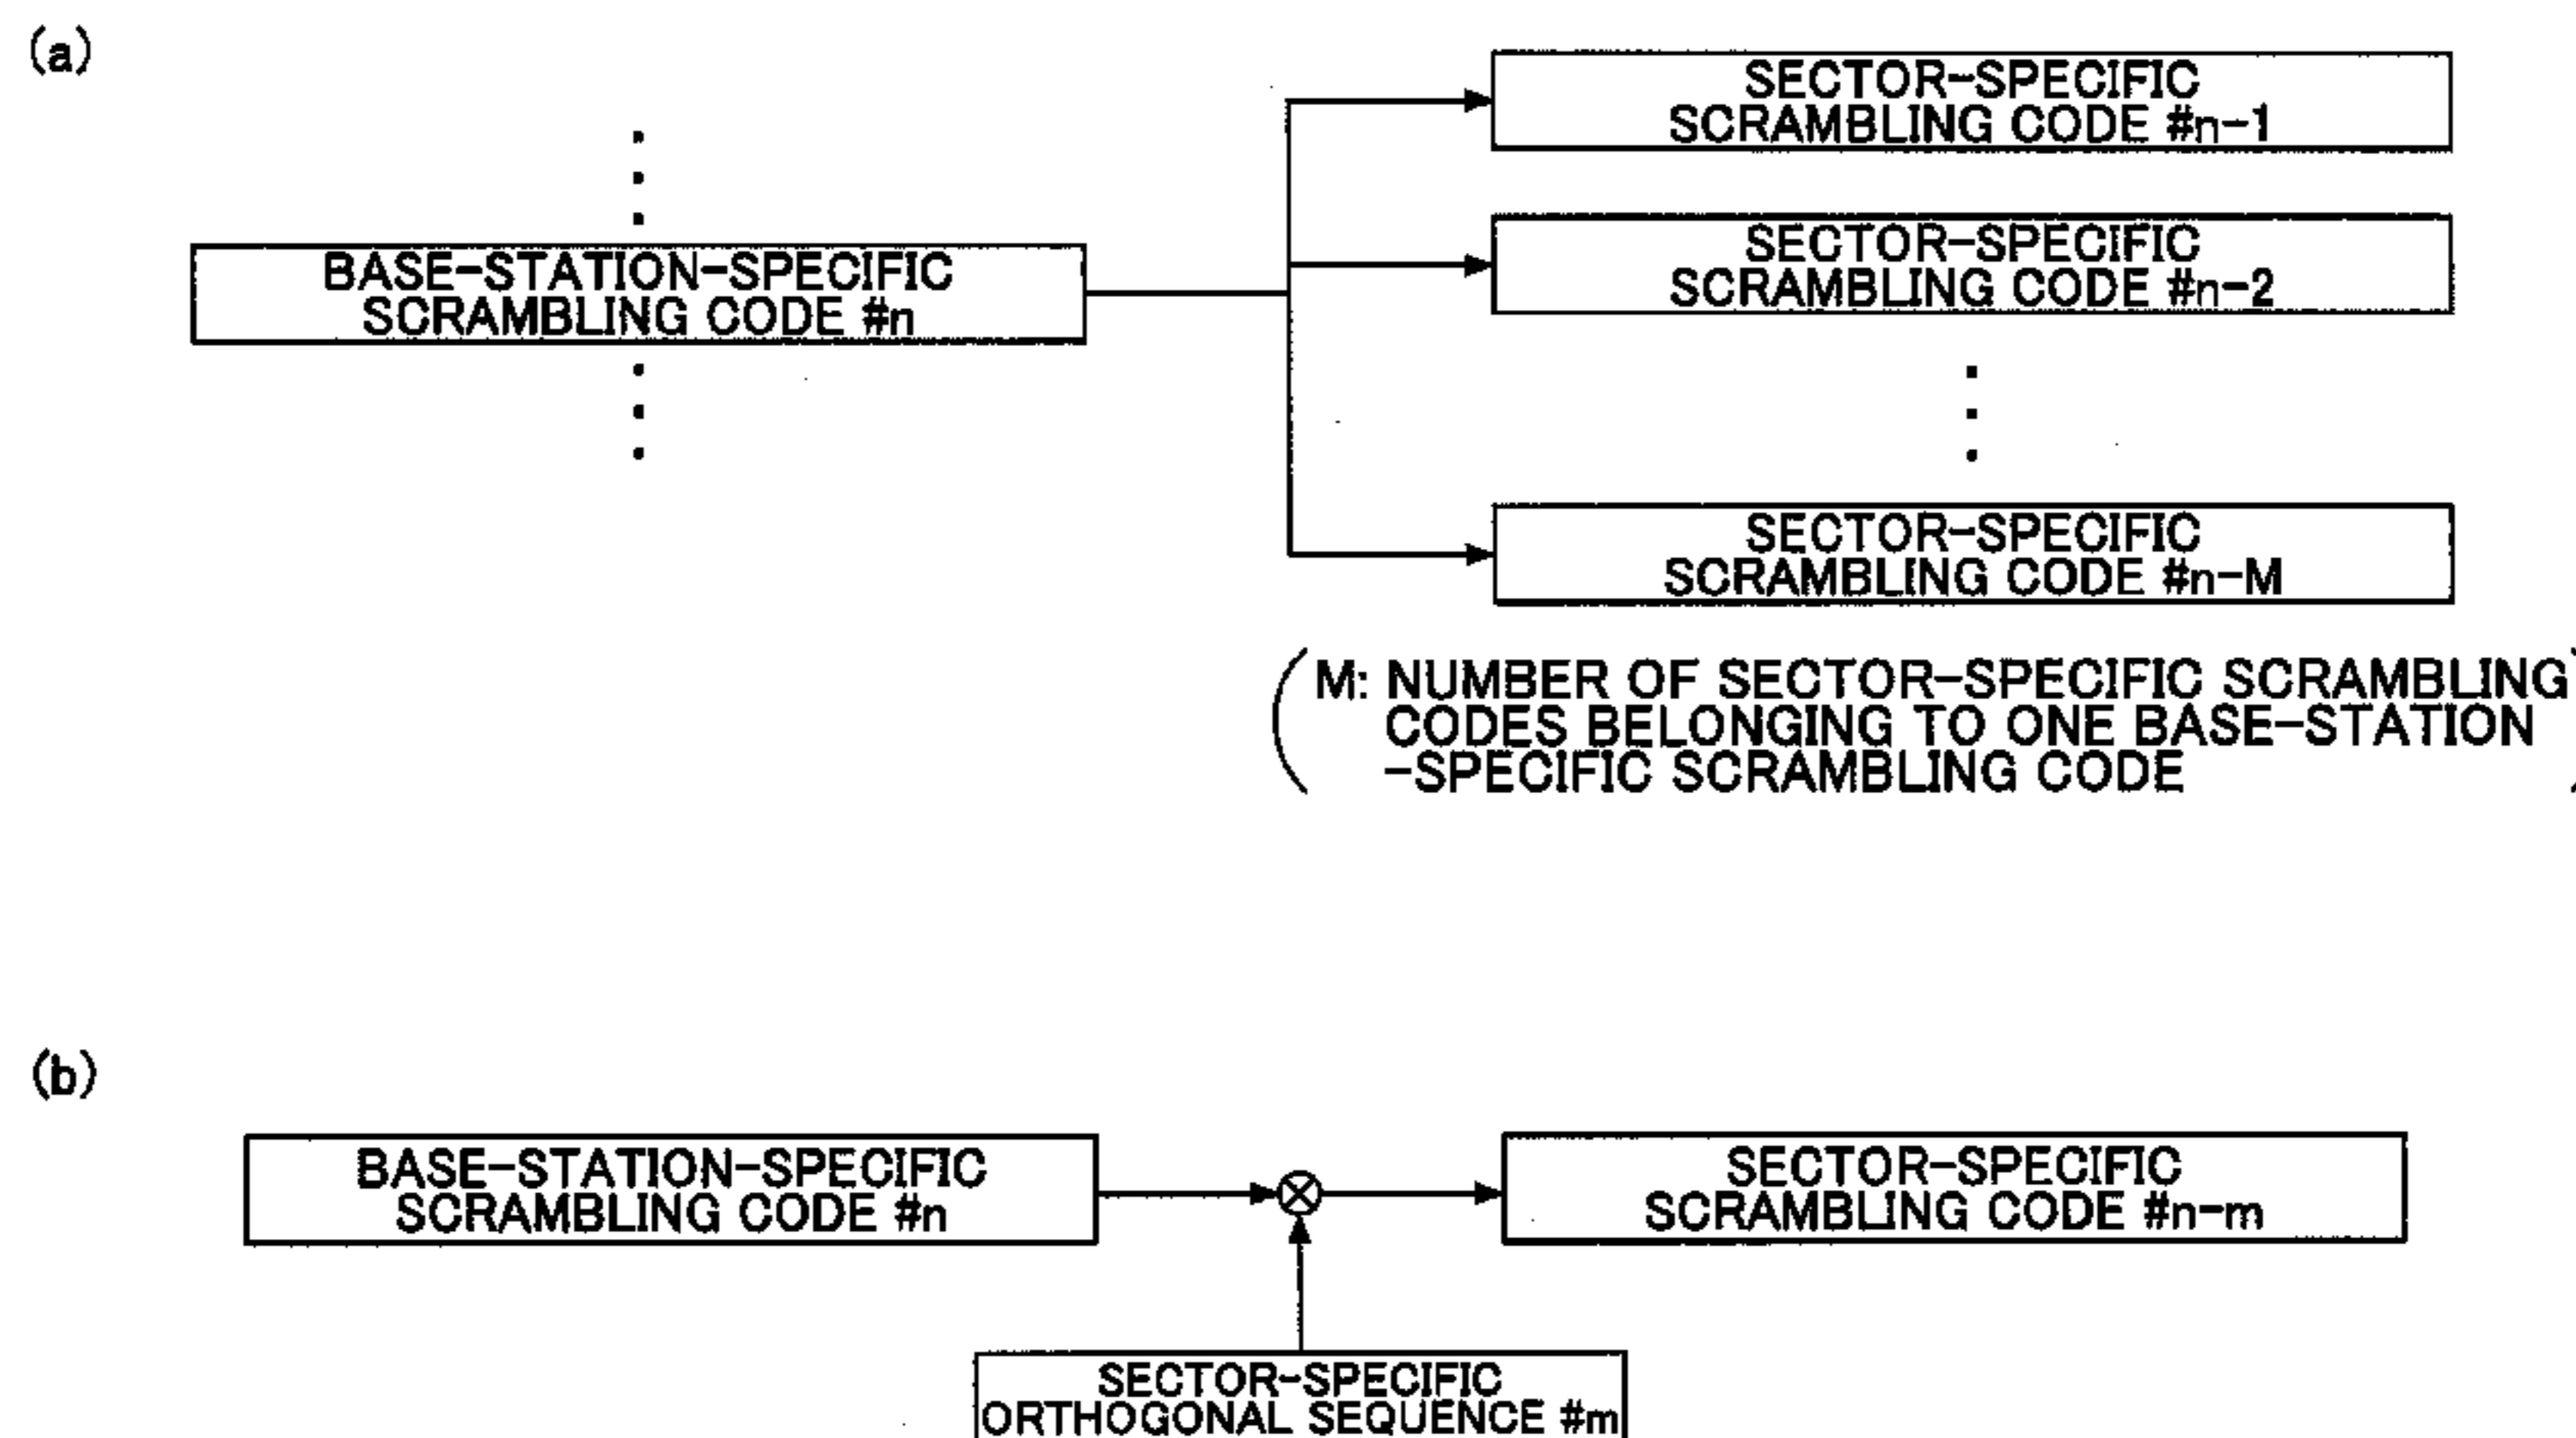 (a)
SECTOR-SPECIFIC
SCRAMBLING CODE #n-1
BASE-STATION-SPECIFIC
SCRAMBLING CODE #n
SECTOR-SPECIFIC
SCRAMBLING CODE #n-2
SECTOR-SPECIFIC
SCRAMBLING CODE #n-M
M: NUMBER OF SECTOR-SPECIFIC SCRAMBLING
CODES BELONGING TO ONE BASE-STATION
-SPECIFIC SCRAMBLING CODE
(b)
BASE-STATION-SPECIFIC
SCRAMBLING CODE #n
SECTOR-SPECIFIC
SCRAMBLING CODE #n-m
SECTOR-SPECIFIC
ORTHOGONAL SEQUENCE #m